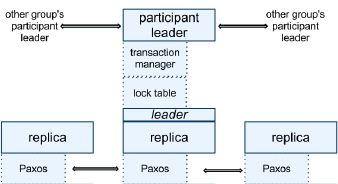 other group's
participant
leader
participant
leader
other group's
participant
leader
transaction
manager
lock table
leader
replica
replica
replica
Paxos
Paxos
Paxos